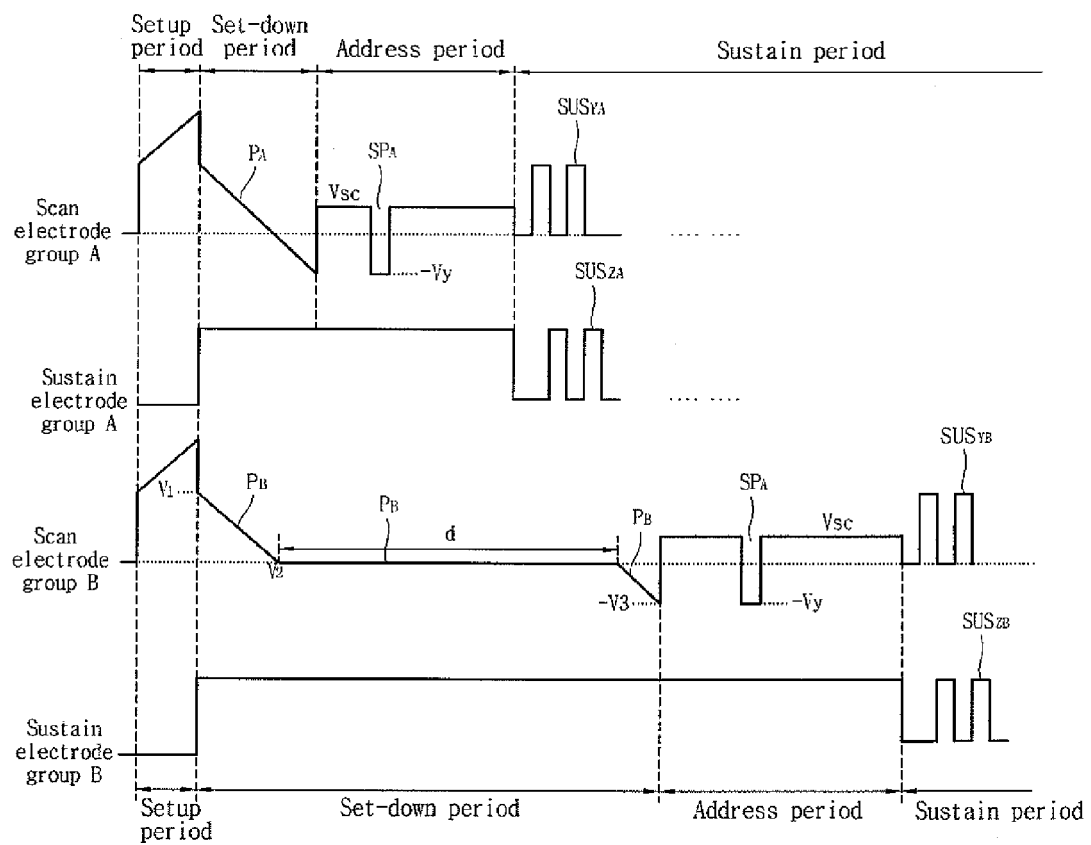 Setup period
Set-down period
Address period
Sustain period
SUSYA
PA
SPA
Vsc
Scan electrode group A
-Vy
SUSZA
Sustain electrode group A
SUSYB
V1
PB
PB
d
PB
SPA
Vsc
Scan electrode group B
V2
-V3
-Vy
SUSZB
Sustain electrode group B
Setup period
Set-down period
Address period
Sustain period